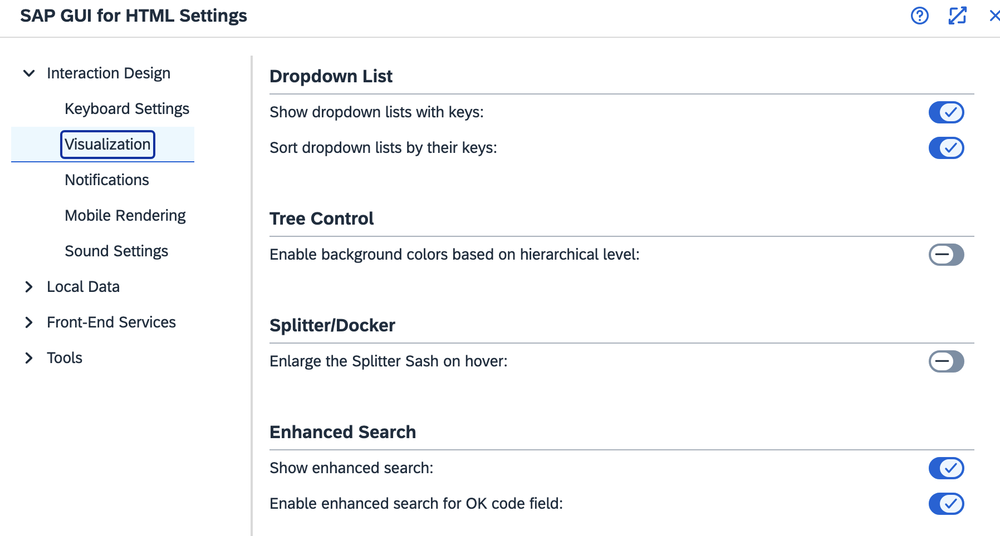 SAP GUI for HTML Settings
Interaction Design
Keyboard Settings
Visualization
Notifications
Mobile Rendering
Sound Settings
Local Data
Front-End Services
Tools
Dropdown List
Show dropdown lists with keys:
Sort dropdown lists by their keys:
Tree Control
Enable background colors based on hierarchical level:
Splitter/Docker
Enlarge the Splitter Sash on hover:
Enhanced Search
Show enhanced search:
Enable enhanced search for OK code field: